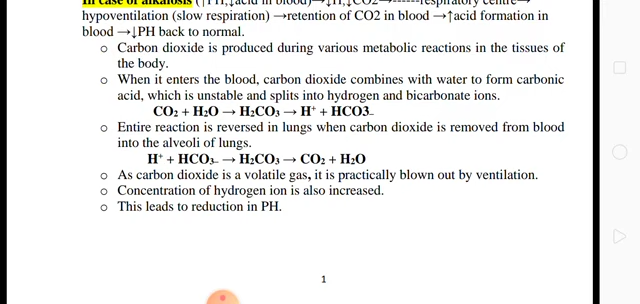 In case of alkalosis
hypoventilation (slow respiration) →retention of CO2 in blood →↑acid formation in
blood →↓PH back to normal.
o Carbon dioxide is produced during various metabolic reactions in the tissues of
the body.
o When it enters the blood, carbon dioxide combines with water to form carbonic
acid, which is unstable and splits into hydrogen and bicarbonate ions.
CO₂ + H₂O → H₂CO₃ → H⁺ + HCO3₋
o Entire reaction is reversed in lungs when carbon dioxide is removed from blood
into the alveoli of lungs.
H⁺ + HCO₃₋ → H₂CO₃ → CO₂ + H₂O
o As carbon dioxide is a volatile gas, it is practically blown out by ventilation.
o Concentration of hydrogen ion is also increased.
o This leads to reduction in PH.
1